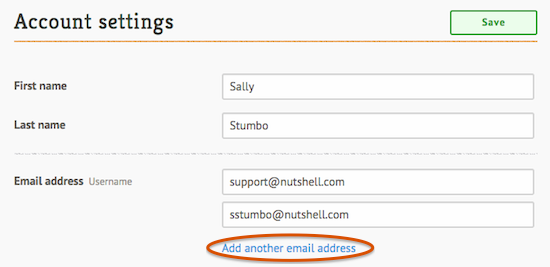 Account settings
Save
First name
Sally
Last name
Stumbo
Email address Username
support@nutshell.com
sstumbo@nutshell.com
Add another email address